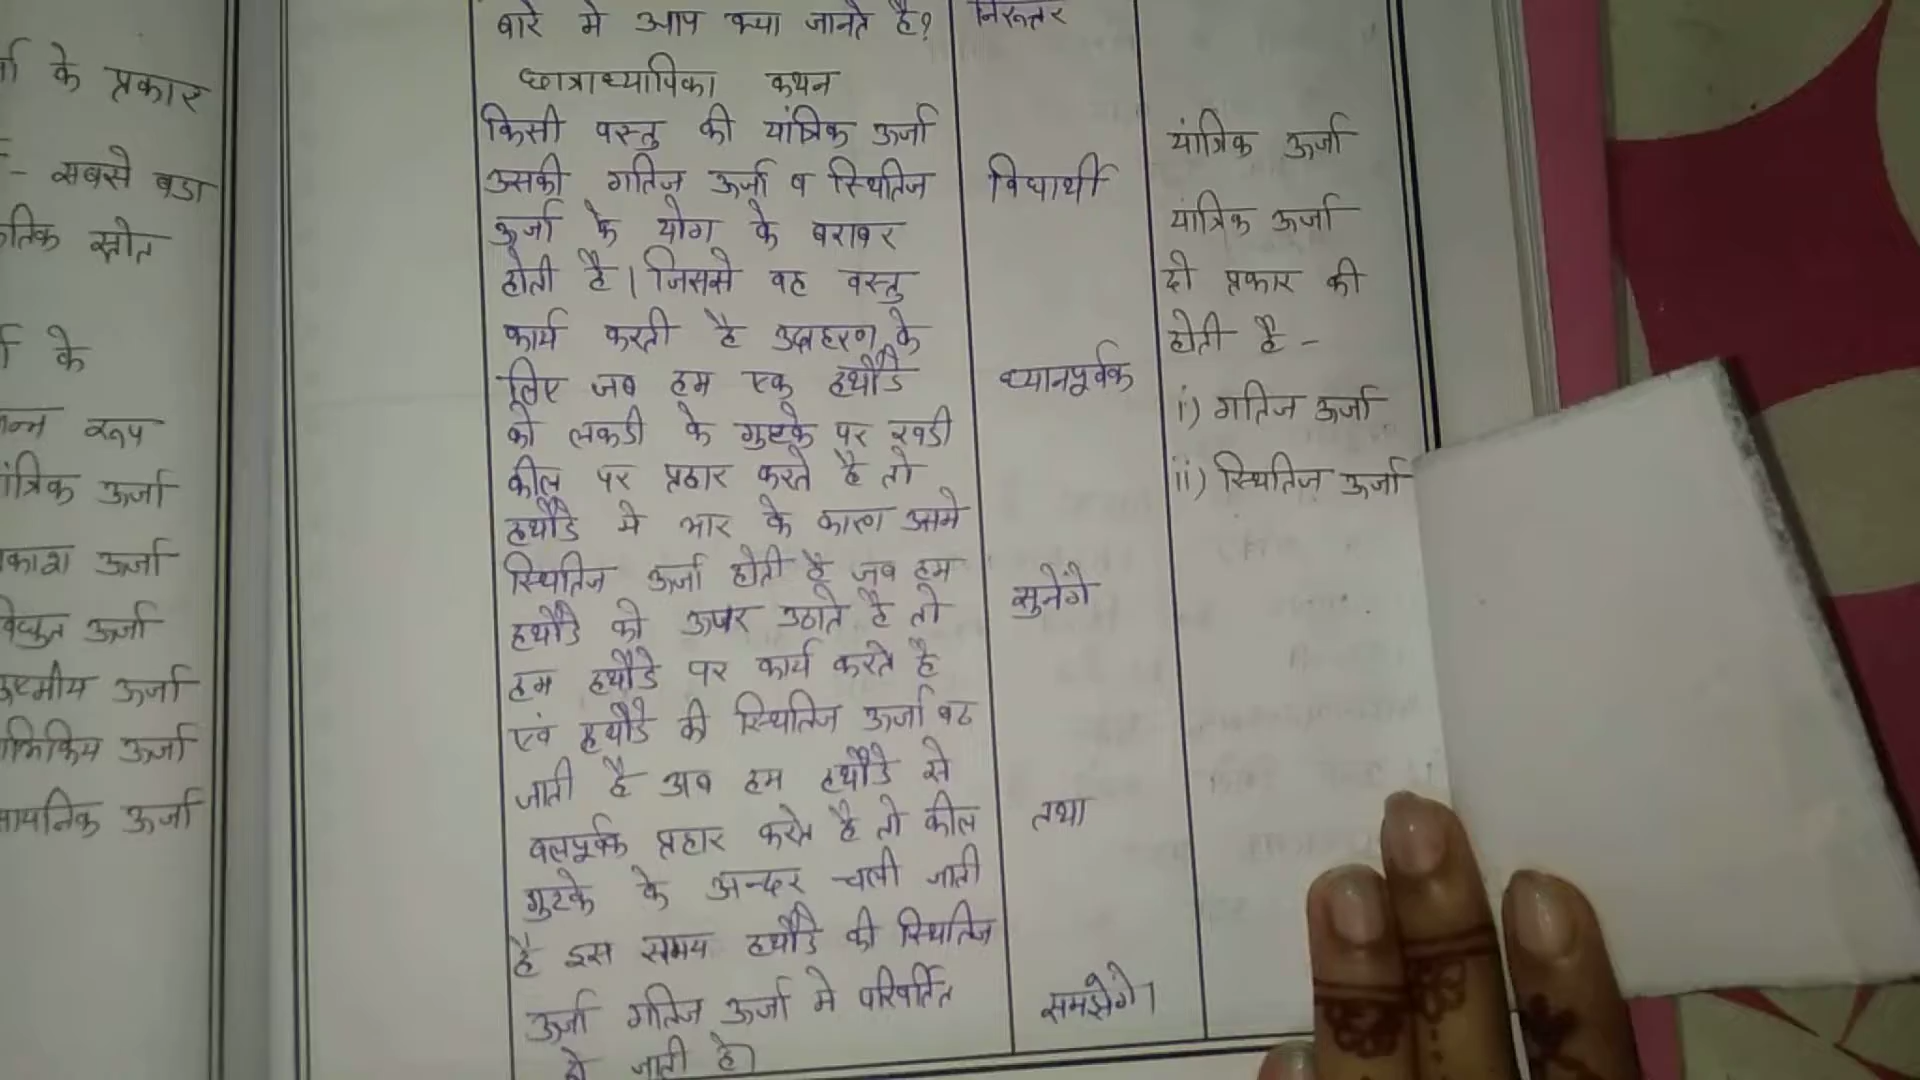 के प्रकार
- सबसे बडा
स्रोत
के
रूप
ऊर्जा
ऊर्जा
ऊर्जा
ऊर्जा
ऊर्जा
ऊर्जा
बारे मे आप क्या जानते है?
छात्राध्यापिका कथन
किसी वस्तु की यांत्रिक ऊर्जा
उसकी गतिज ऊर्जा व स्थितिज
ऊर्जा के योग के बराबर
होती है। जिससे वह वस्तु
कार्य करती है उदाहरण के
लिए जब हम एक हथौडे
को लकडी के गुटके पर खडी
कील पर प्रहार करते है तो
हथौडे मे भार के कारण
स्थितिज ऊर्जा होती है जब हम
हथौडे को ऊपर उठाते है तो
हम हथौडे पर कार्य करते है
एवं हथौडे की स्थितिज ऊर्जा बढ
जाती है अब हम हथौडे से
बलपूर्वक प्रहार करते है तो कील
गुटके के अन्दर चली जाती
है इस समय हथौडे की स्थितिज
ऊर्जा गतिज ऊर्जा मे परिवर्तित
हो जाती है।
निरूत्तर
विधार्थी
ध्यानपूर्वक
सुनेंगे
तथा
समझेगे।
यांत्रिक ऊर्जा
यांत्रिक ऊर्जा
दो प्रकार की
होती है -
i) गतिज ऊर्जा
ii) स्थितिज ऊर्जा